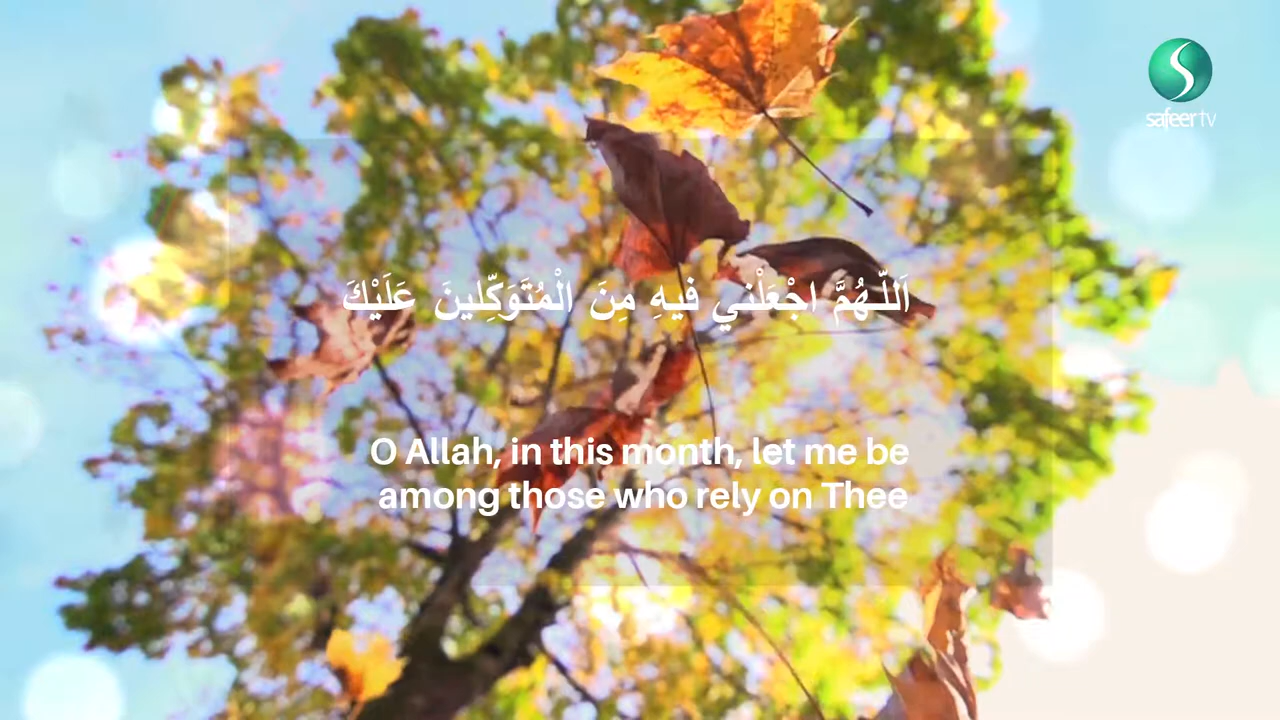 safeer tv
اَللّـهُمَّ اجْعَلْني فيهِ مِنَ الْمُتَوَكِّلينَ عَلَيْكَ
O Allah, in this month, let me be
among those who rely on Thee